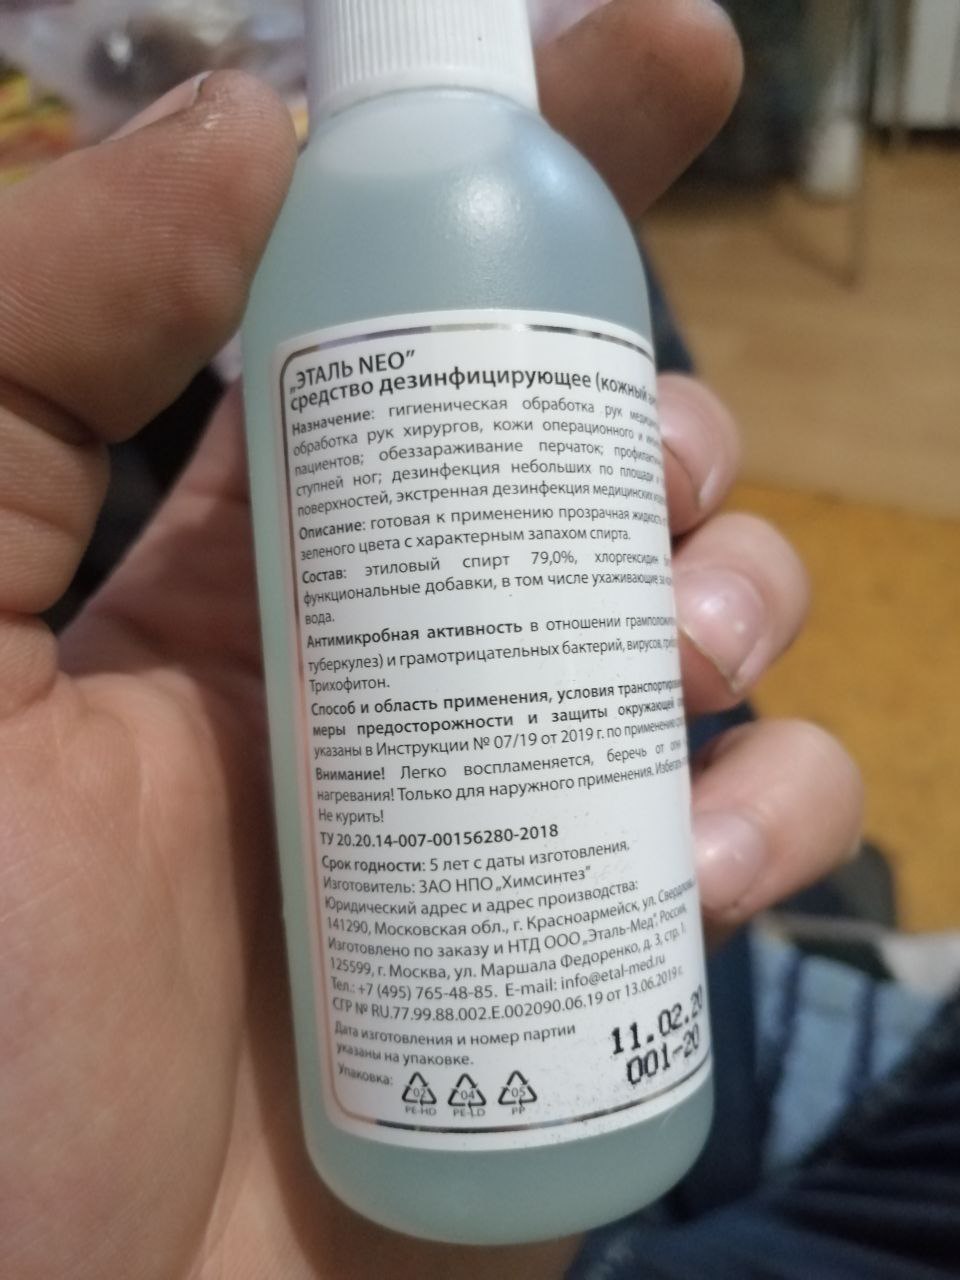 „ЭТАЛЬ NEO”
средство дезинфицирующее (кожный
Назначение: гигиеническая обработка рук
обработка рук хирургов, кожи операционного и
пациентов; обеззараживание перчаток;
ступней ног; дезинфекция небольших по площади и
поверхностей, экстренная дезинфекция медицинских
Описание: готовая к применению прозрачная жидкость
зеленого цвета с характерным запахом спирта.
Состав: этиловый спирт 79,0%, хлоргексидин
функциональные добавки, в том числе ухаживающие за
вода.
Антимикробная активность в отношении
туберкулез) и грамотрицательных бактерий, вирусов,
Трихофитон.
Способ и область применения, условия
меры предосторожности и защиты окружающей
указаны в Инструкции № 07/19 от 2019 г. по применению
Внимание! Легко воспламеняется, беречь от огня
нагревания! Только для наружного применения.
Не курить!
ТУ 20.20.14-007-00156280-2018
Срок годности: 5 лет с даты изготовления.
Изготовитель: ЗАО НПО „Химсинтез”
Юридический адрес и адрес производства:
141290, Московская обл., г. Красноармейск, ул.
Изготовлено по заказу и НТД ООО „Эталь-Мед”, Россия,
125599, г. Москва, ул. Маршала Федоренко, д. 3, стр. 1.
Тел.: +7 (495) 765-48-85. E-mail: info@etal-med.ru
СГР № RU.77.99.88.002.E.002090.06.19 от 13.06.2019 г.
Дата изготовления и номер партии
указаны на упаковке.
11.02.20
001-20
Упаковка: 02 04 05
PE-HD PE-LD PP